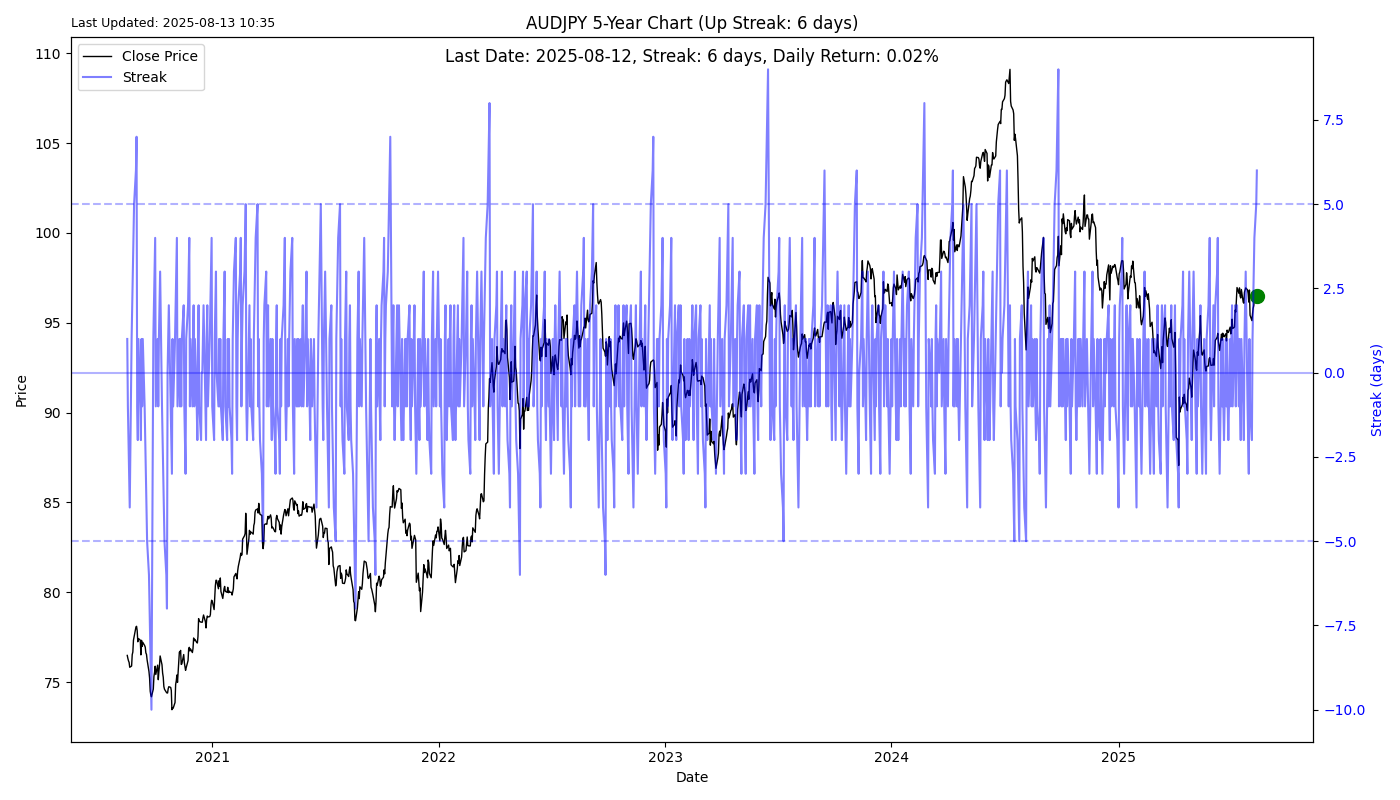 Last Updated: 2025-08-13 10:35
AUDJPY 5-Year Chart (Up Streak: 6 days)
Last Date: 2025-08-12, Streak: 6 days, Daily Return: 0.02%
Close Price
Streak
110
105
100
95
90
85
80
75
Price
7.5
5.0
2.5
0.0
−2.5
−5.0
−7.5
−10.0
Streak (days)
2021 2022 2023 2024 2025
Date